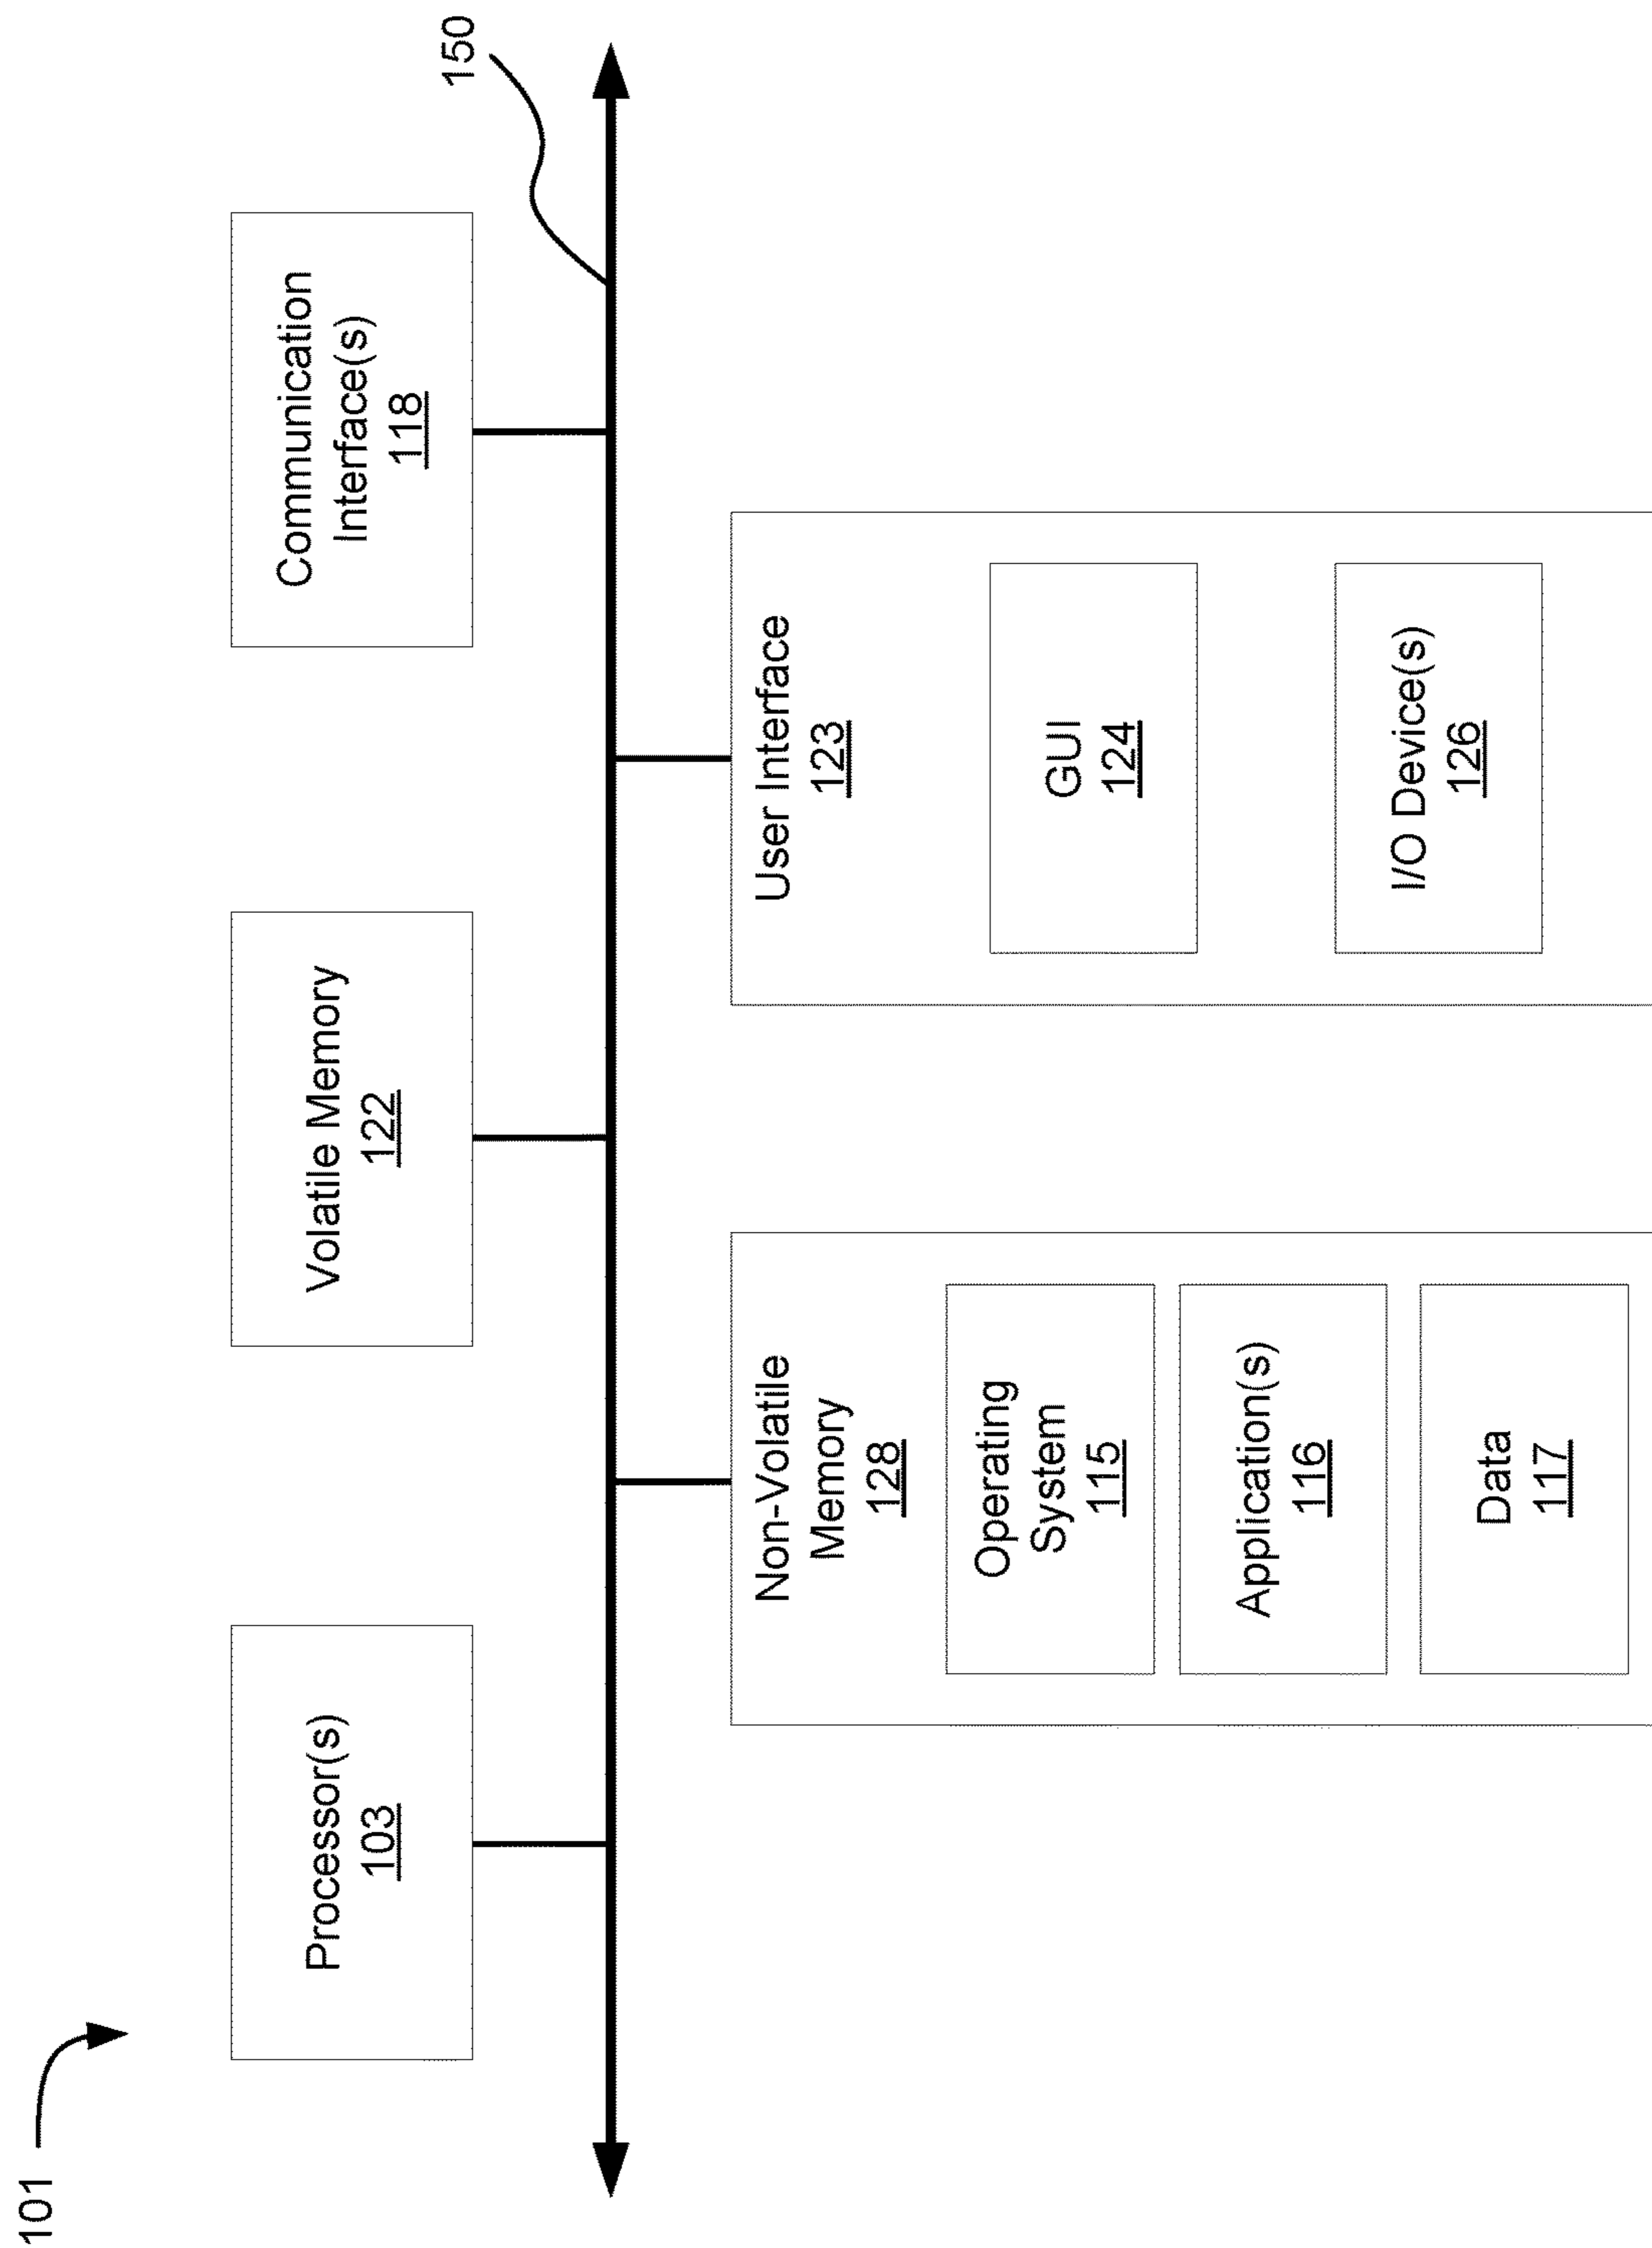 101
Processor(s)
103
Volatile Memory
122
Communication
Interface(s)
118
150
Non-Volatile
Memory
128
Operating
System
115
Application(s)
116
Data
117
User Interface
123
GUI
124
I/O Device(s)
126